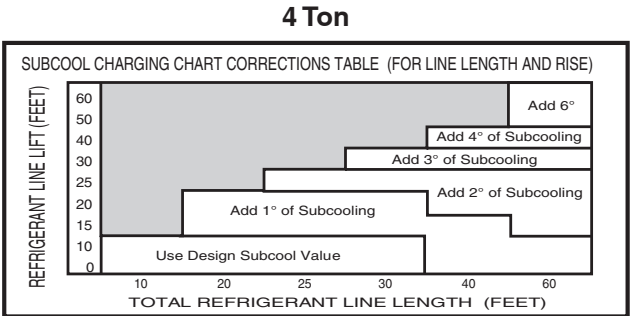 4 Ton
SUBCOOL CHARGING CHART CORRECTIONS TABLE (FOR LINE LENGTH AND RISE)
REFRIGERANT LINE LIFT (FEET)
60
50
40
30
25
20
15
10
0
Add 6°
Add 4° of Subcooling
Add 3° of Subcooling
Add 2° of Subcooling
Add 1° of Subcooling
Use Design Subcool Value
10 20 25 30 40 60
TOTAL REFRIGERANT LINE LENGTH (FEET)